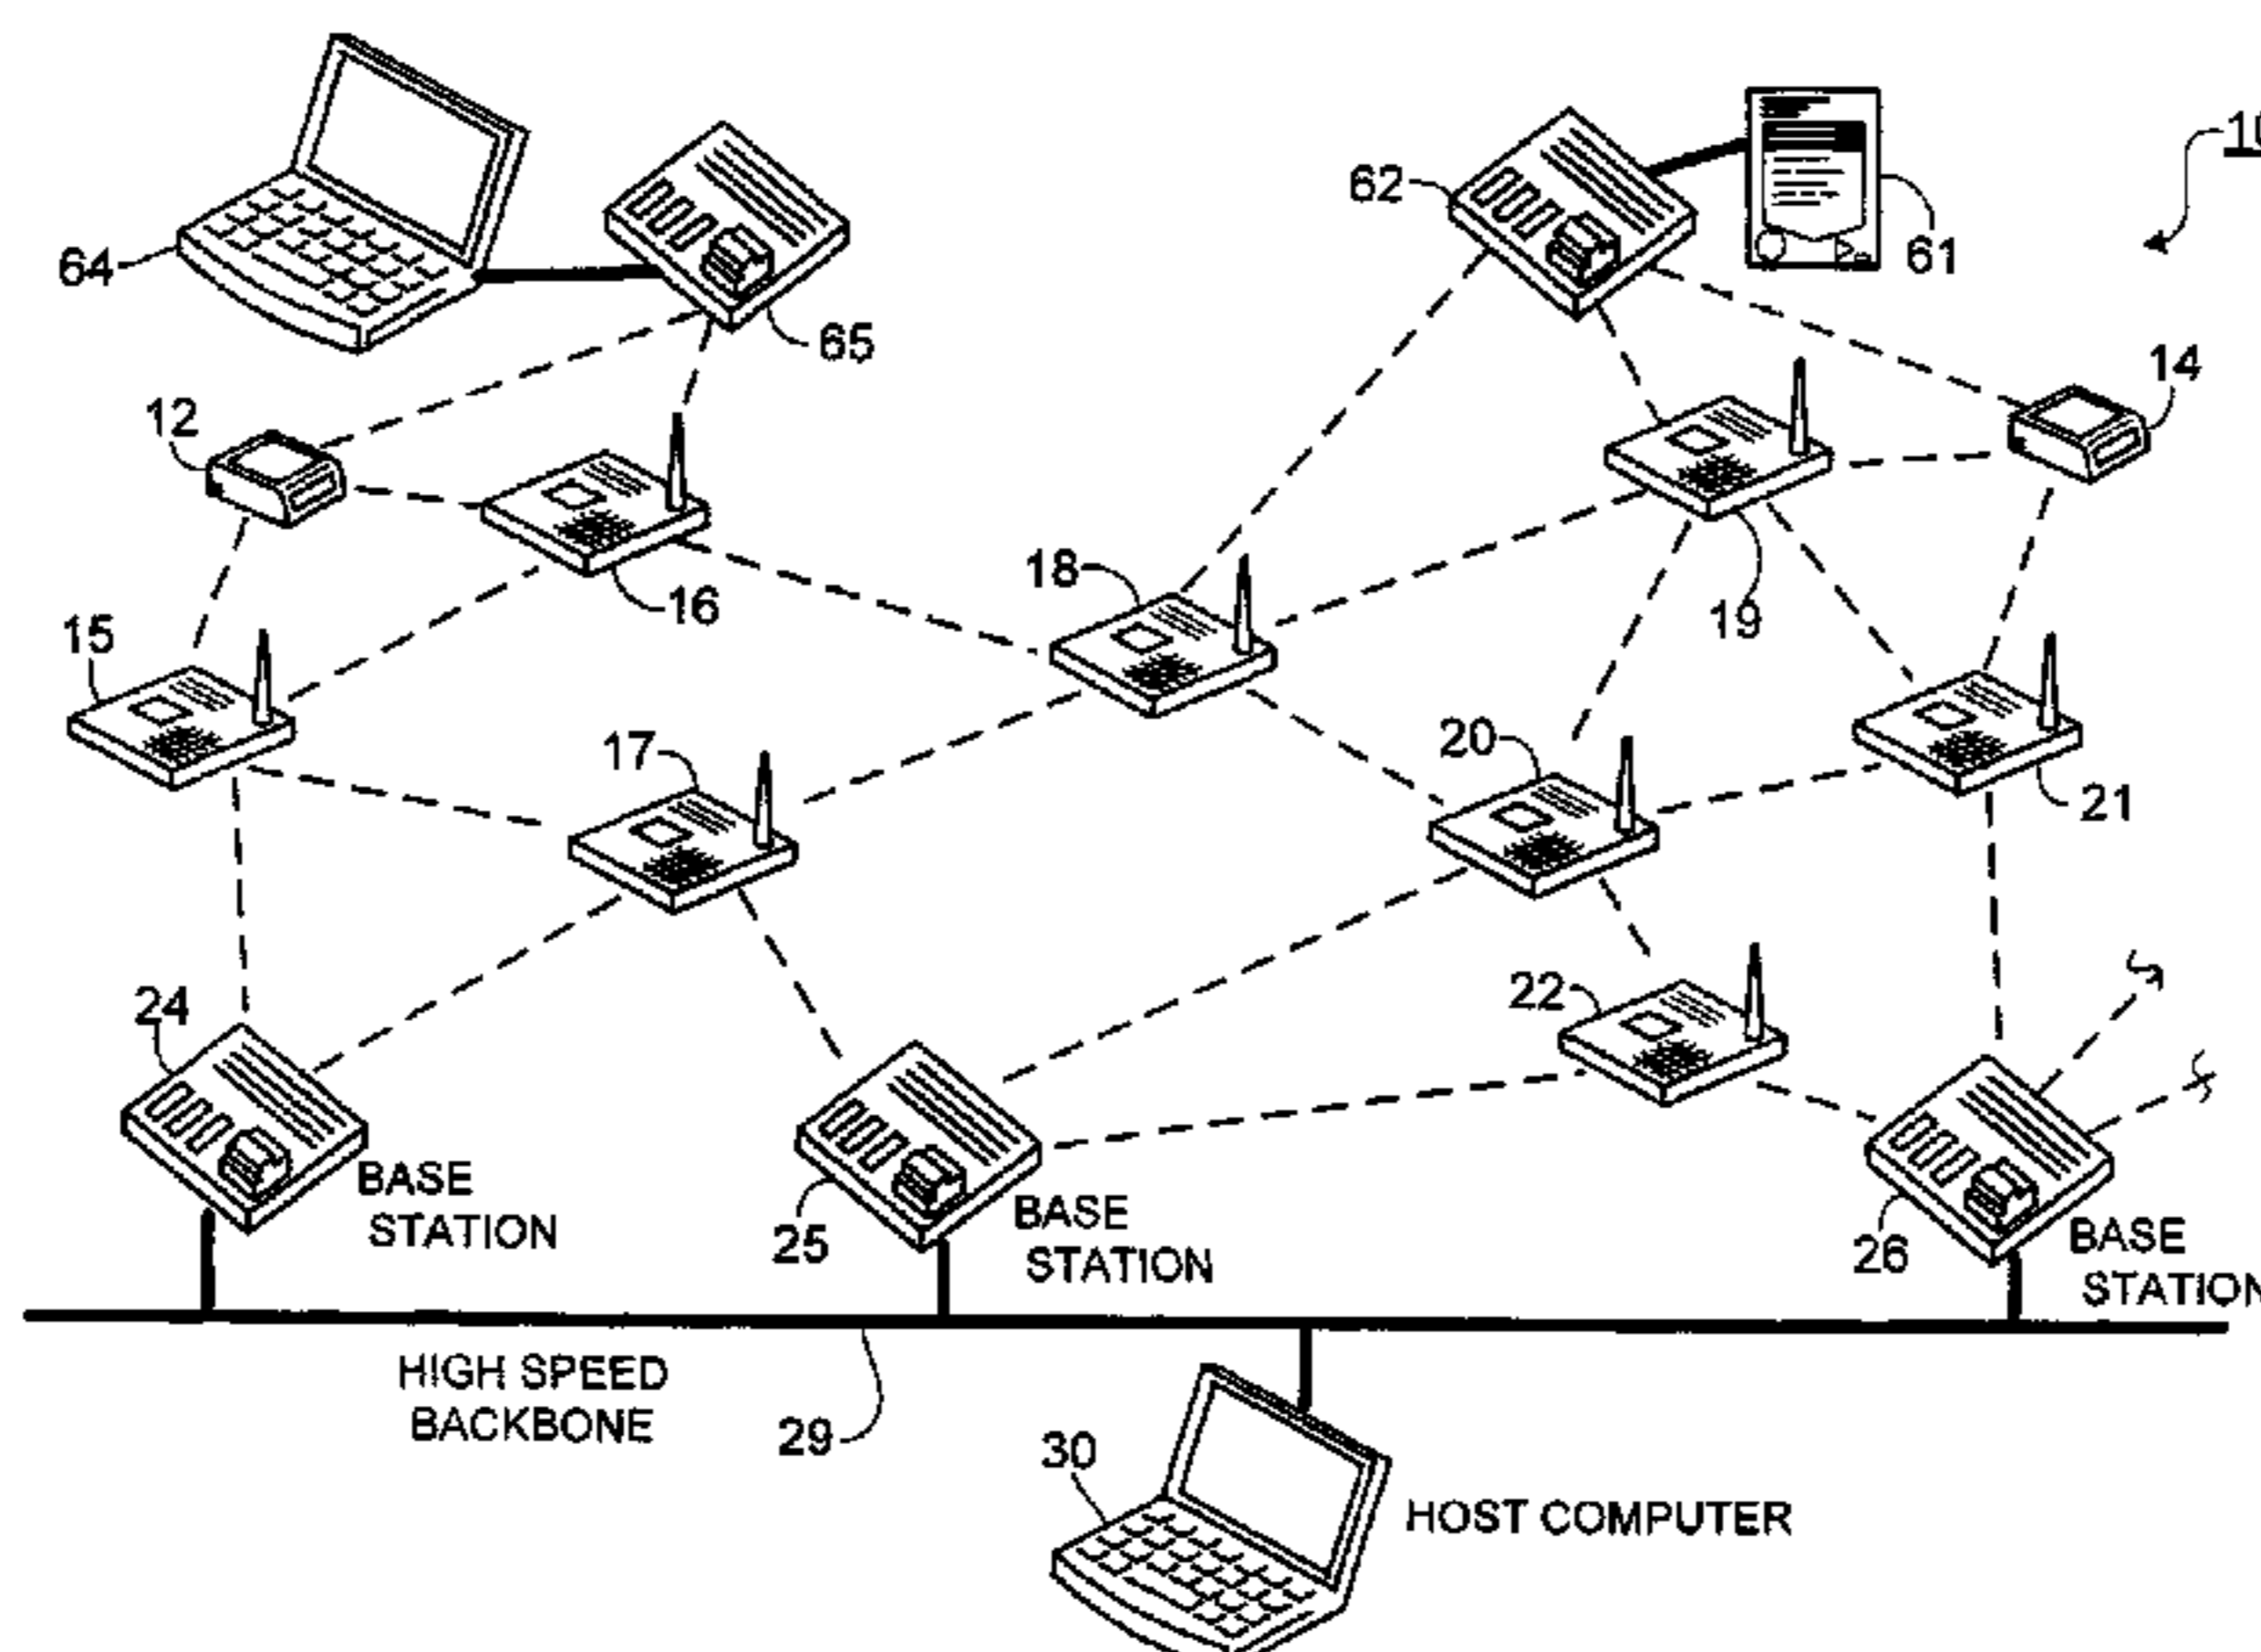 10
62
61
64
65
14
12
18
16
19
15
17
20
21
24
22
BASE
STATION
25
BASE
STATION
26
BASE
STATION
HIGH SPEED
BACKBONE
29
30
HOST COMPUTER